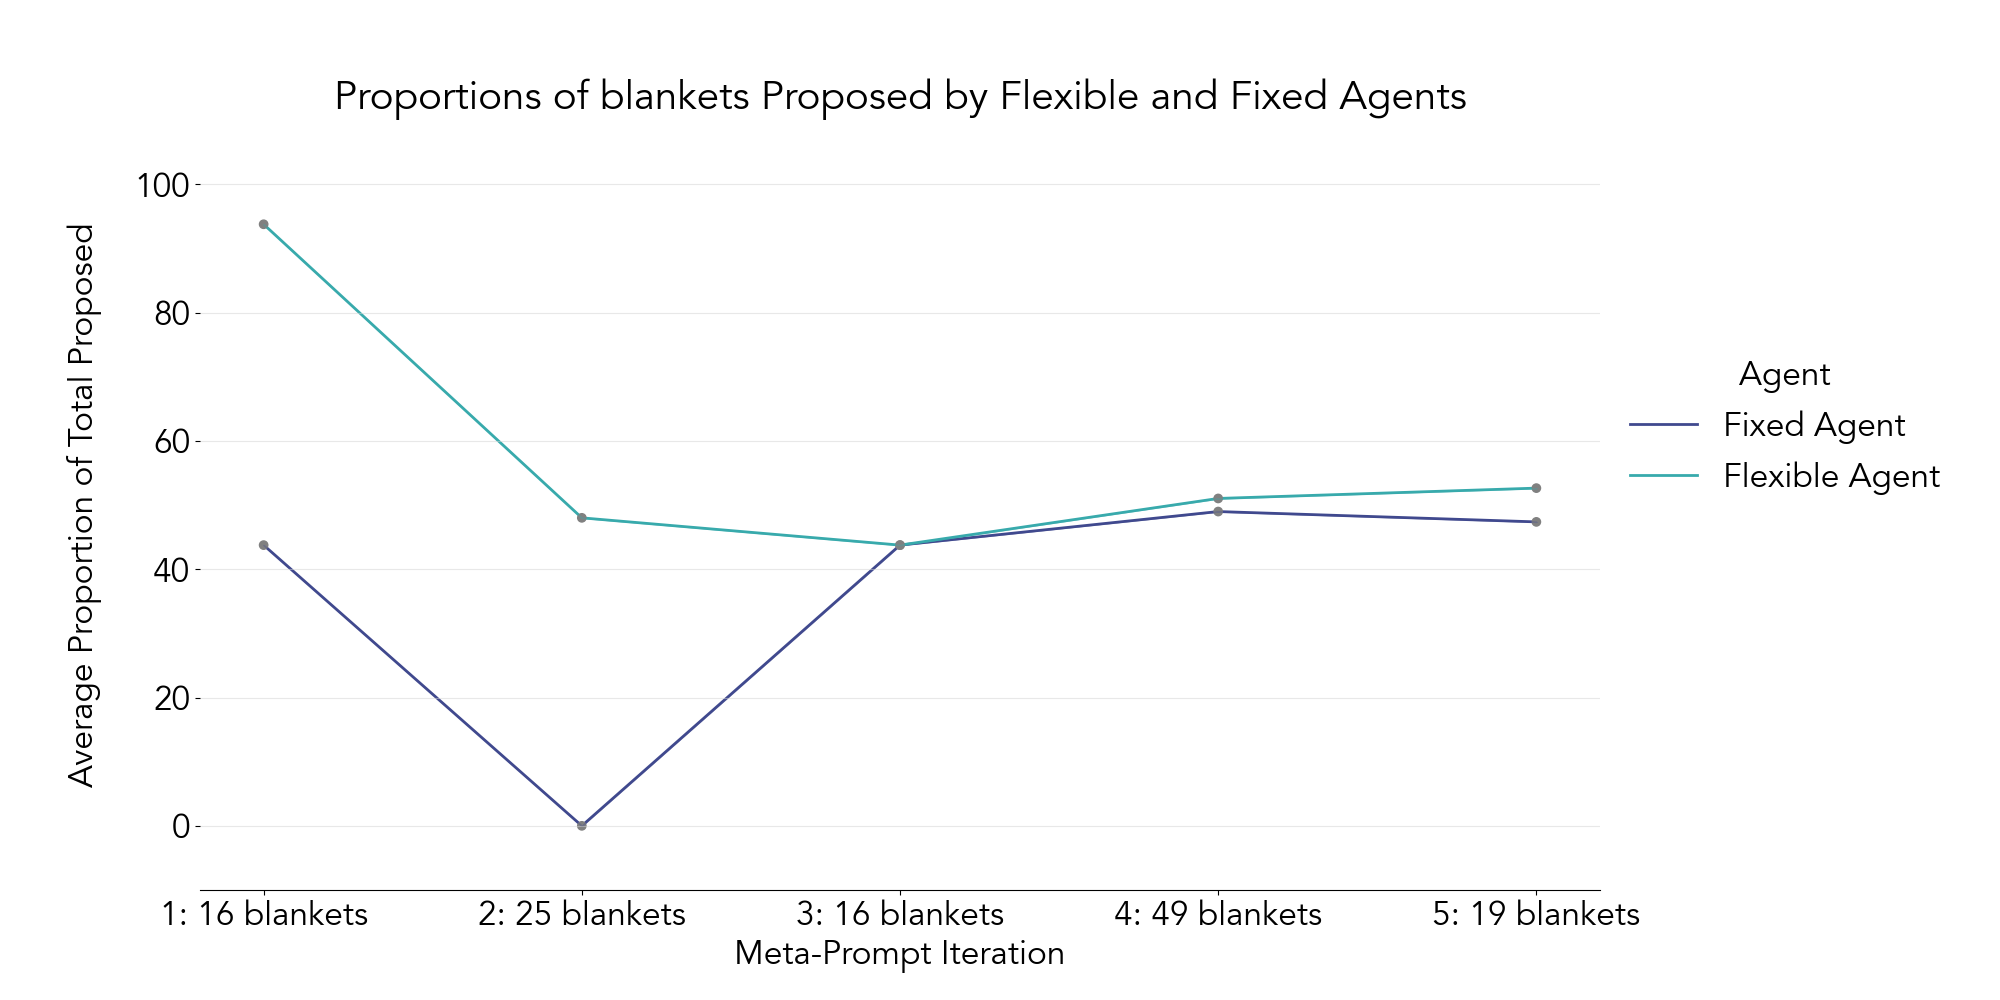 Proportions of blankets Proposed by Flexible and Fixed Agents
Average Proportion of Total Proposed
100
80
60
40
20
0
1: 16 blankets
2: 25 blankets
3: 16 blankets
4: 49 blankets
5: 19 blankets
Meta-Prompt Iteration
Agent
Fixed Agent
Flexible Agent